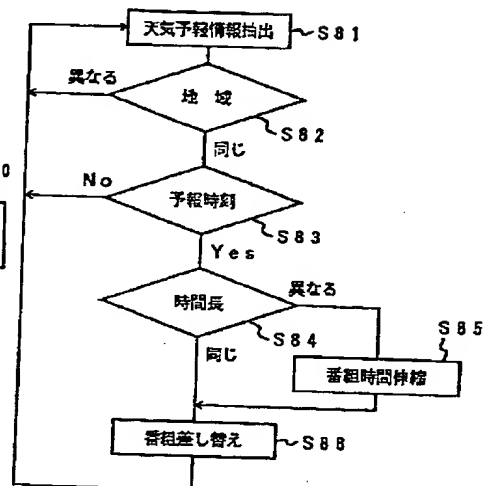 天気予報情報抽出
S81
異なる
地 域
S82
同じ
0
No
予報時刻
S83
Yes
時間長
異なる
S84
同じ
S85
番組時間伸縮
番組差し替え
S86